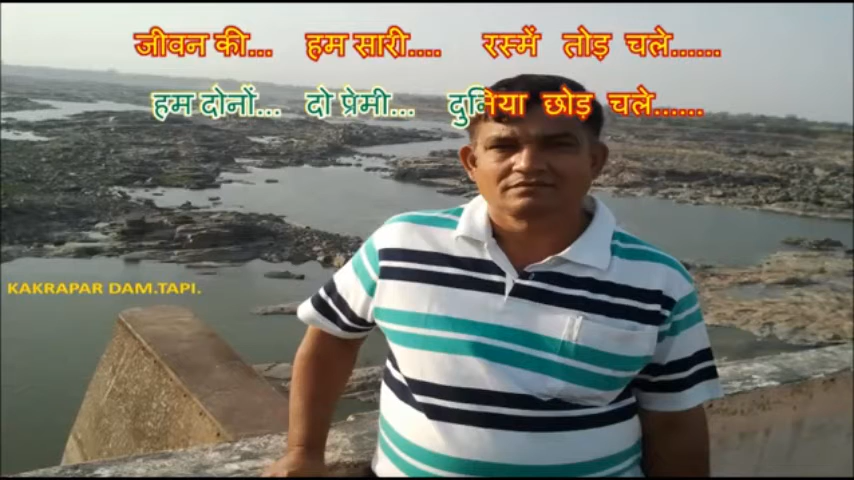 जीवन की... हम सारी.... रस्में तोड़ चले......
हम दोनों... दो प्रेमी... दुनिया छोड़ चले......
KAKRAPAR DAM.TAPI.